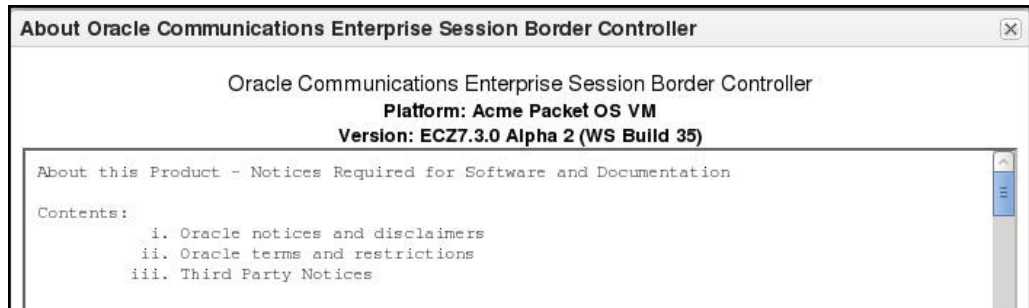 About Oracle Communications Enterprise Session Border Controller
Oracle Communications Enterprise Session Border Controller
Platform: Acme Packet OS VM
Version: ECZ7.3.0 Alpha 2 (WS Build 35)
About this Product - Notices Required for Software and Documentation
Contents:
i. Oracle notices and disclaimers
ii. Oracle terms and restrictions
iii. Third Party Notices